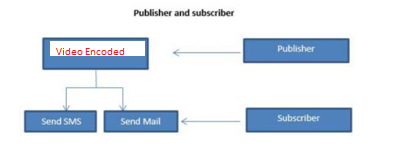 Publisher and subscriber
Video Encoded
Publisher
Send SMS
Send Mail
Subscriber